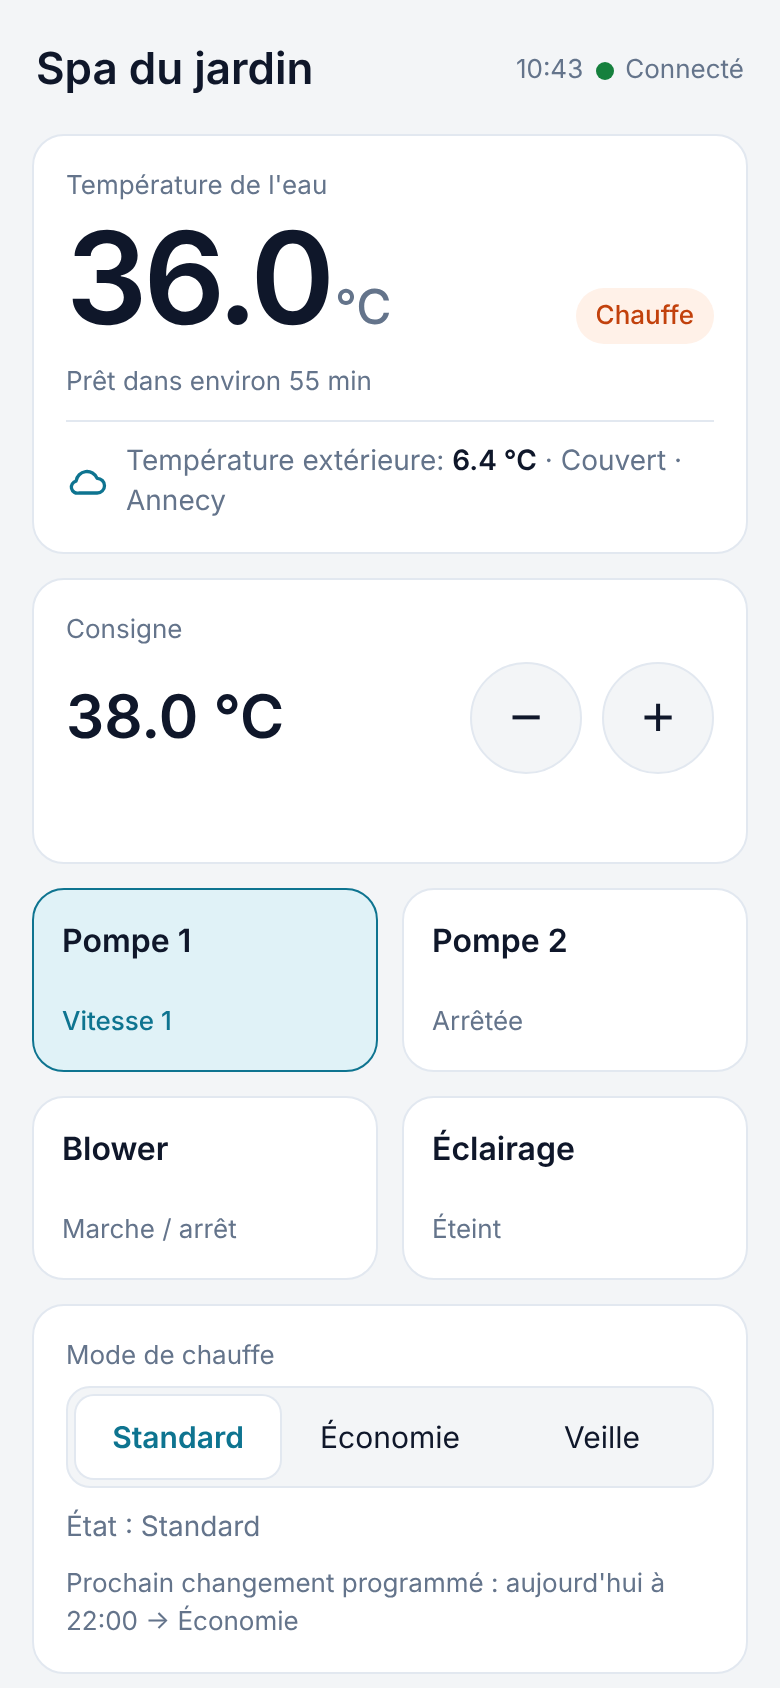 Spa du jardin
10:43 Connecté
Température de l'eau
36.0 °C
Chauffe
Prêt dans environ 55 min
Température extérieure: 6.4 °C · Couvert ·
Annecy
Consigne
38.0 °C
− +
Pompe 1
Vitesse 1
Pompe 2
Arrêtée
Blower
Marche / arrêt
Éclairage
Éteint
Mode de chauffe
Standard Économie Veille
État : Standard
Prochain changement programmé : aujourd'hui à
22:00 → Économie